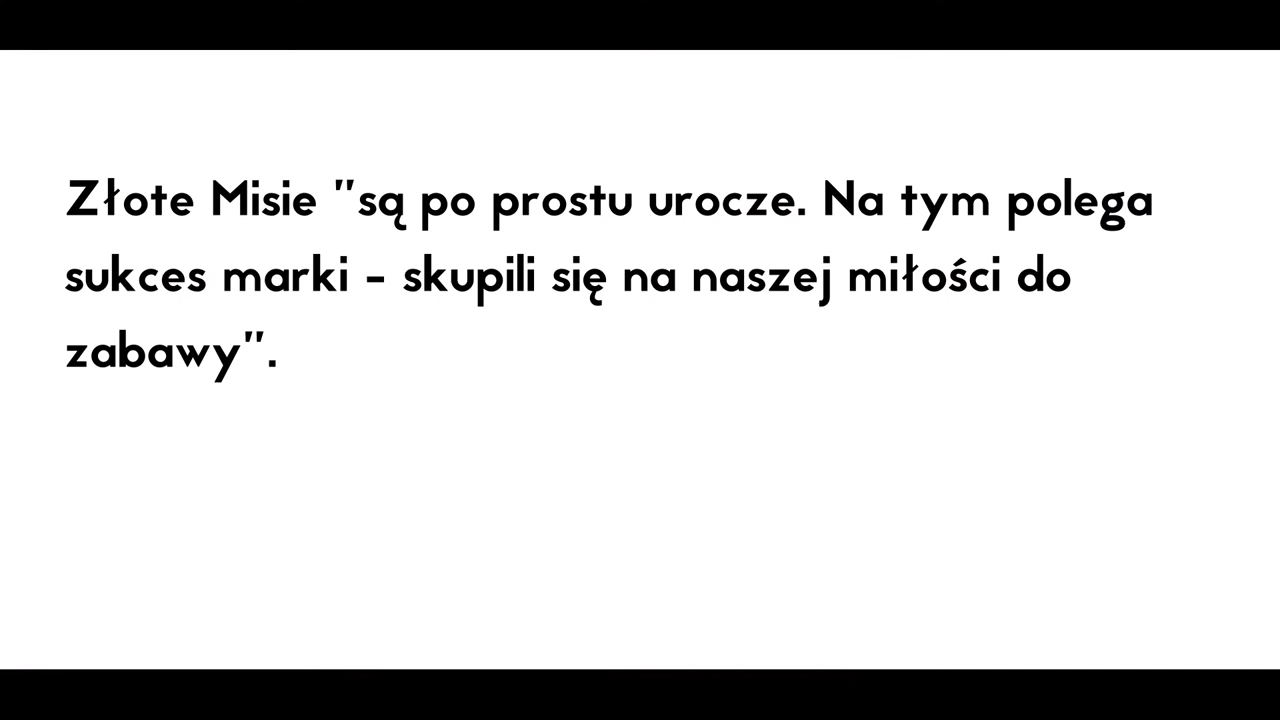 Złote Misie "są po prostu urocze. Na tym polega
sukces marki - skupili się na naszej miłości do
zabawy".